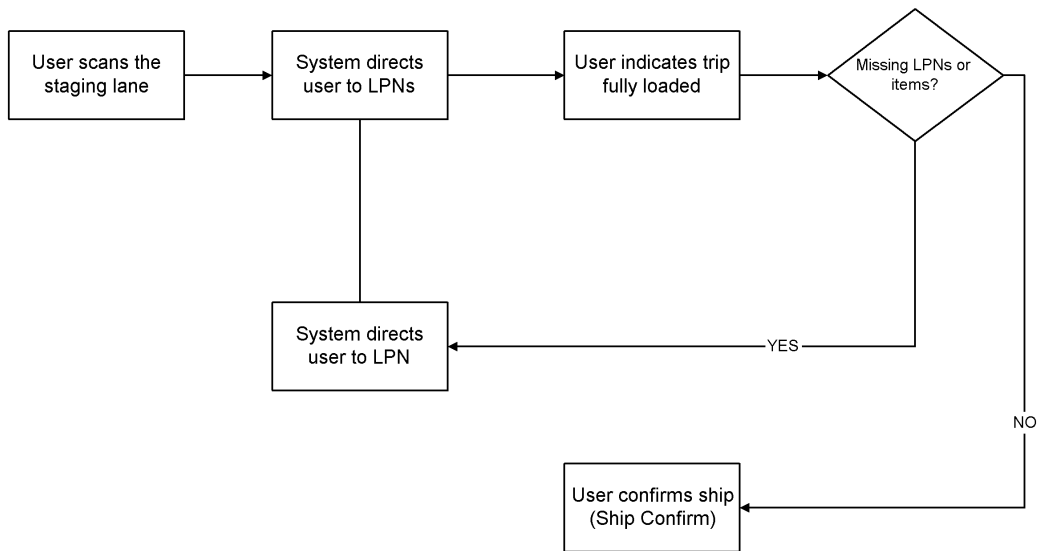 User scans the
staging lane
System directs
user to LPNs
User indicates trip
fully loaded
Missing LPNs or
items?
System directs
user to LPN
YES
NO
User confirms ship
(Ship Confirm)